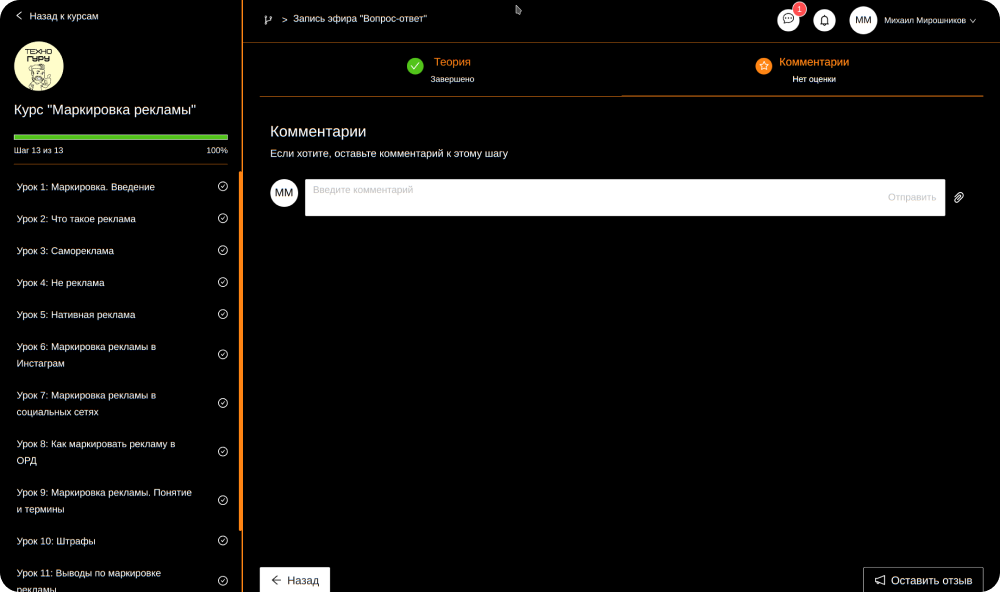 Назад к курсам
ТЕХНО
ГУРУ
Курс "Маркировка рекламы"
Шаг 13 из 13 100%
Урок 1: Маркировка. Введение
Урок 2: Что такое реклама
Урок 3: Самореклама
Урок 4: Не реклама
Урок 5: Нативная реклама
Урок 6: Маркировка рекламы в
Инстаграм
Урок 7: Маркировка рекламы в
социальных сетях
Урок 8: Как маркировать рекламу в
ОРД
Урок 9: Маркировка рекламы. Понятие
и термины
Урок 10: Штрафы
Урок 11: Выводы по маркировке
рекламы
> Запись эфира "Вопрос-ответ"
1
ММ
Михаил Мирошников
Теория
Завершено
Комментарии
Нет оценки
Комментарии
Если хотите, оставьте комментарий к этому шагу
ММ
Введите комментарий
Отправить
Назад
Оставить отзыв